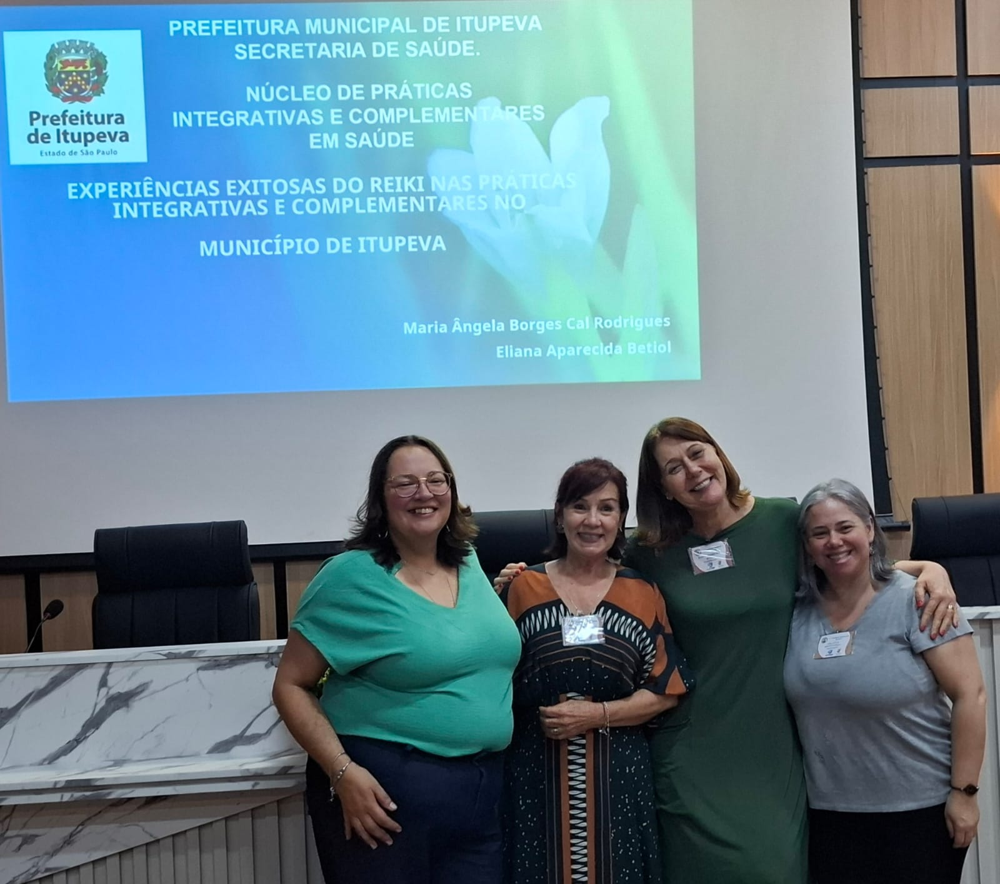 PREFEITURA MUNICIPAL DE ITUPEVA
SECRETARIA DE SAÚDE.
Prefeitura
de Itupeva
Estado de São Paulo
NÚCLEO DE PRÁTICAS
INTEGRATIVAS E COMPLEMENTARES
EM SAÚDE
EXPERIÊNCIAS EXITOSAS DO REIKI NAS PRÁTICAS
INTEGRATIVAS E COMPLEMENTARES NO
MUNICÍPIO DE ITUPEVA
Maria Ângela Borges Cal Rodrigues
Eliana Aparecida Betiol